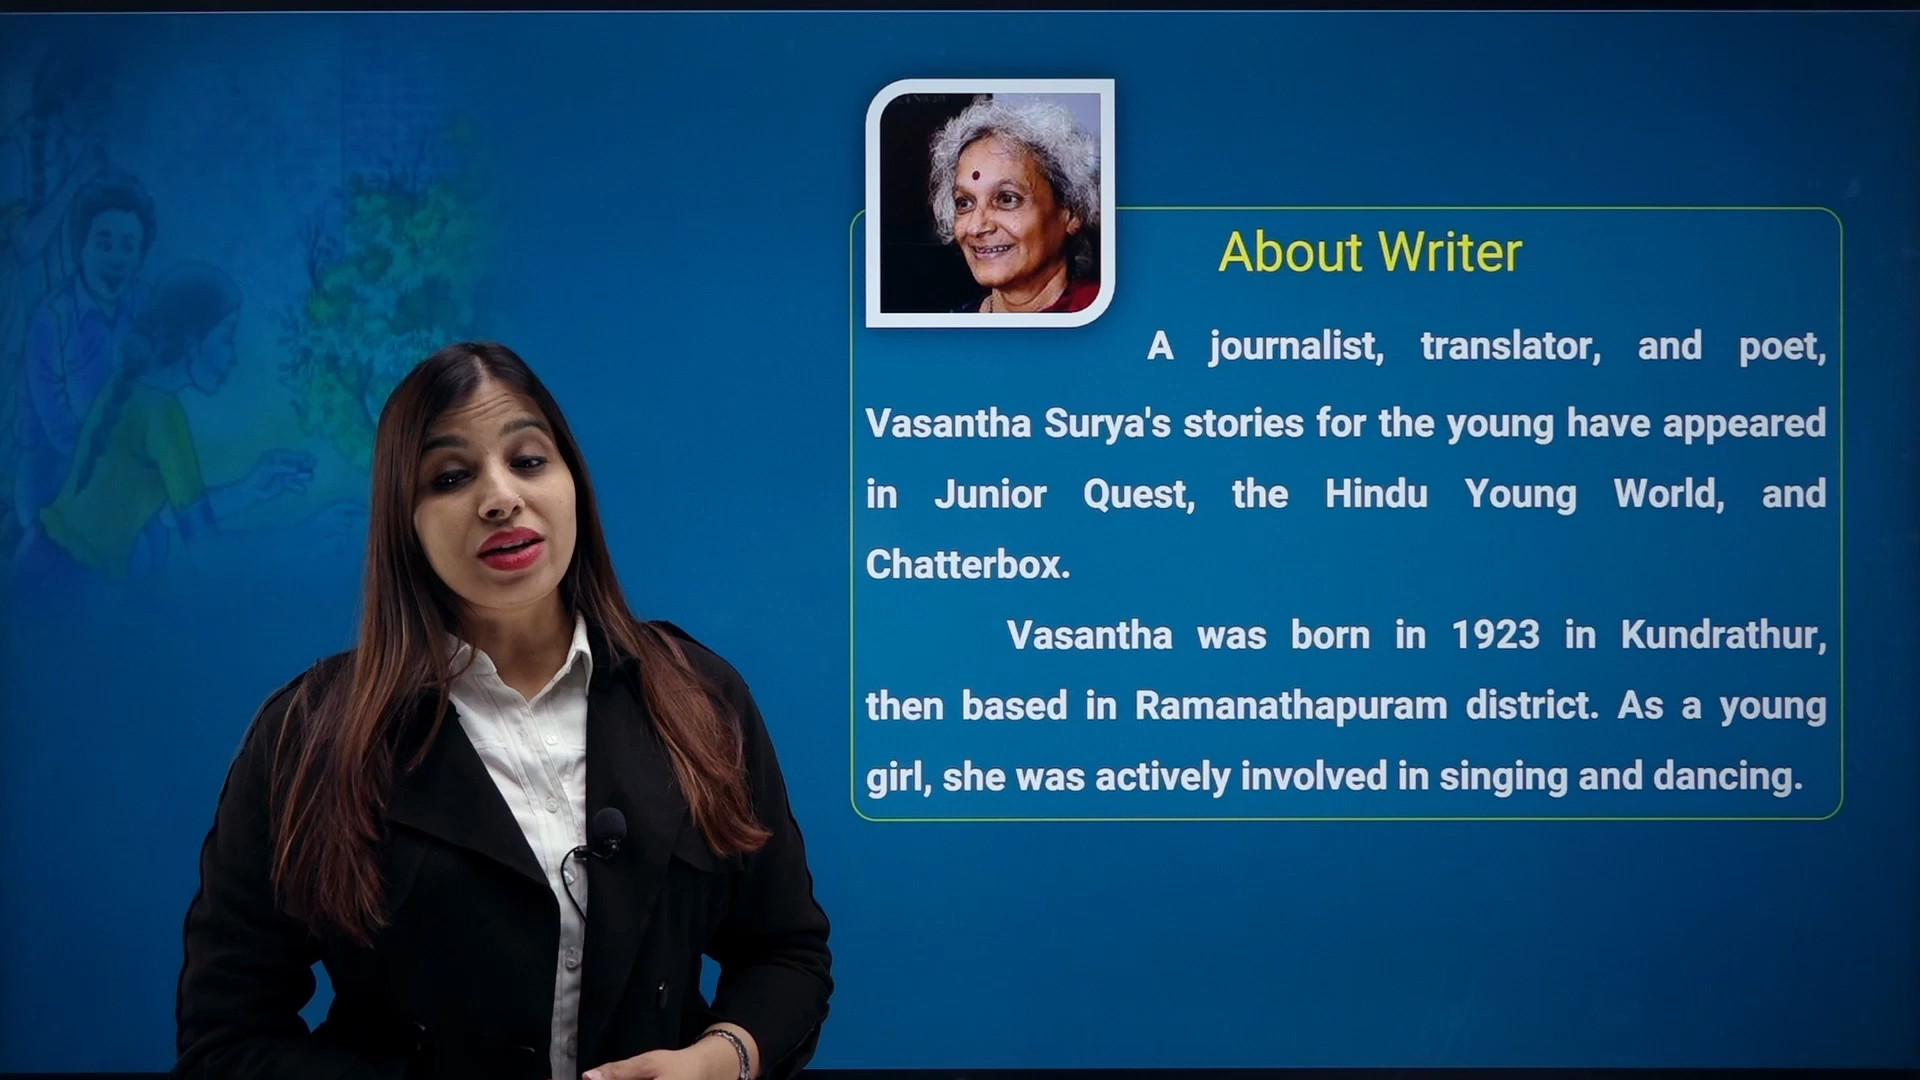 About Writer
A journalist, translator, and poet,
Vasantha Surya's stories for the young have appeared
in Junior Quest, the Hindu Young World, and
Chatterbox.
Vasantha was born in 1923 in Kundrathur,
then based in Ramanathapuram district. As a young
girl, she was actively involved in singing and dancing.